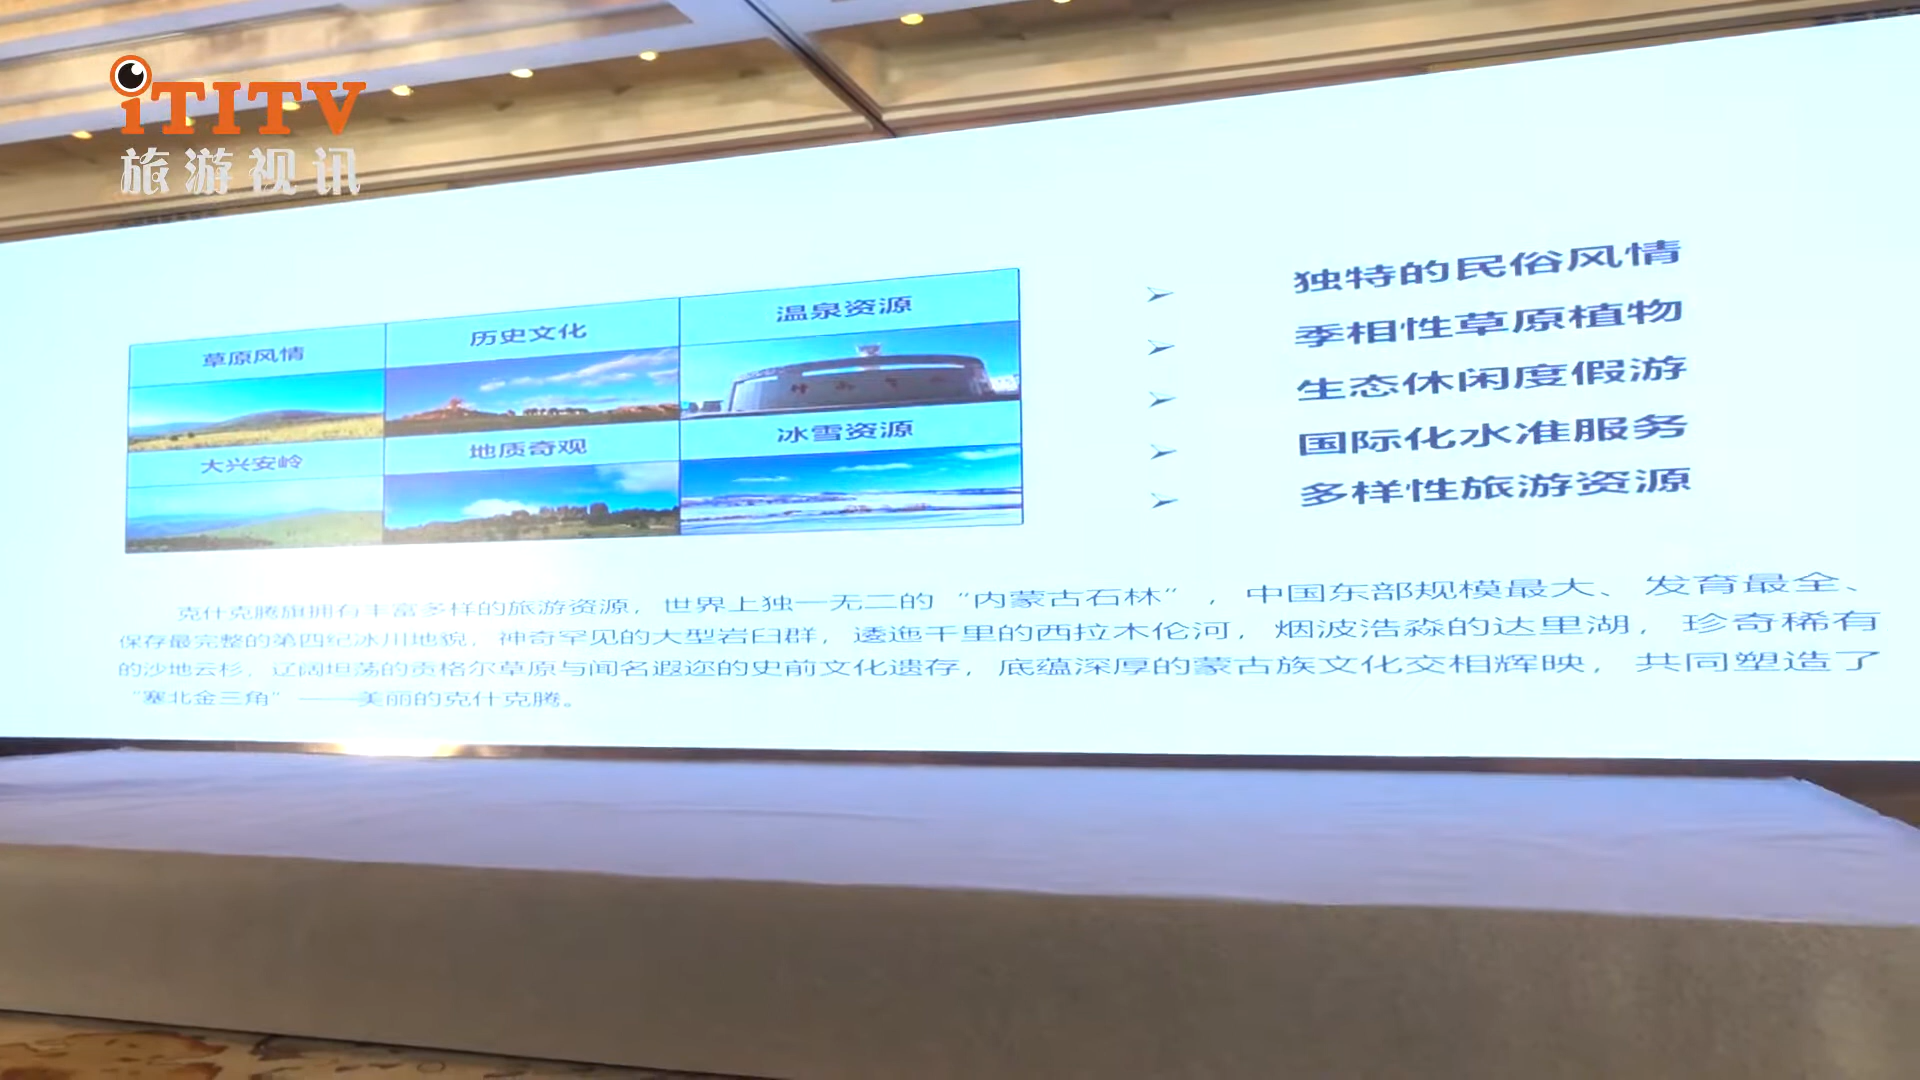 iTITV
旅游视讯
草原风情
历史文化
温泉资源
大兴安岭
地质奇观
冰雪资源
独特的民俗风情
季相性草原植物
生态休闲度假游
国际化水准服务
多样性旅游资源
克什克腾旗拥有丰富多样的旅游资源，世界上独一无二的“内蒙古石林”，中国东部规模最大、发育最全、
保存最完整的第四纪冰川地貌，神奇罕见的大型岩臼群，逶迤千里的西拉木伦河，烟波浩淼的达里湖，珍奇稀有
的沙地云杉，辽阔坦荡的贡格尔草原与闻名遐迩的史前文化遗存，底蕴深厚的蒙古族文化交相辉映，共同塑造了
“塞北金三角”——美丽的克什克腾。